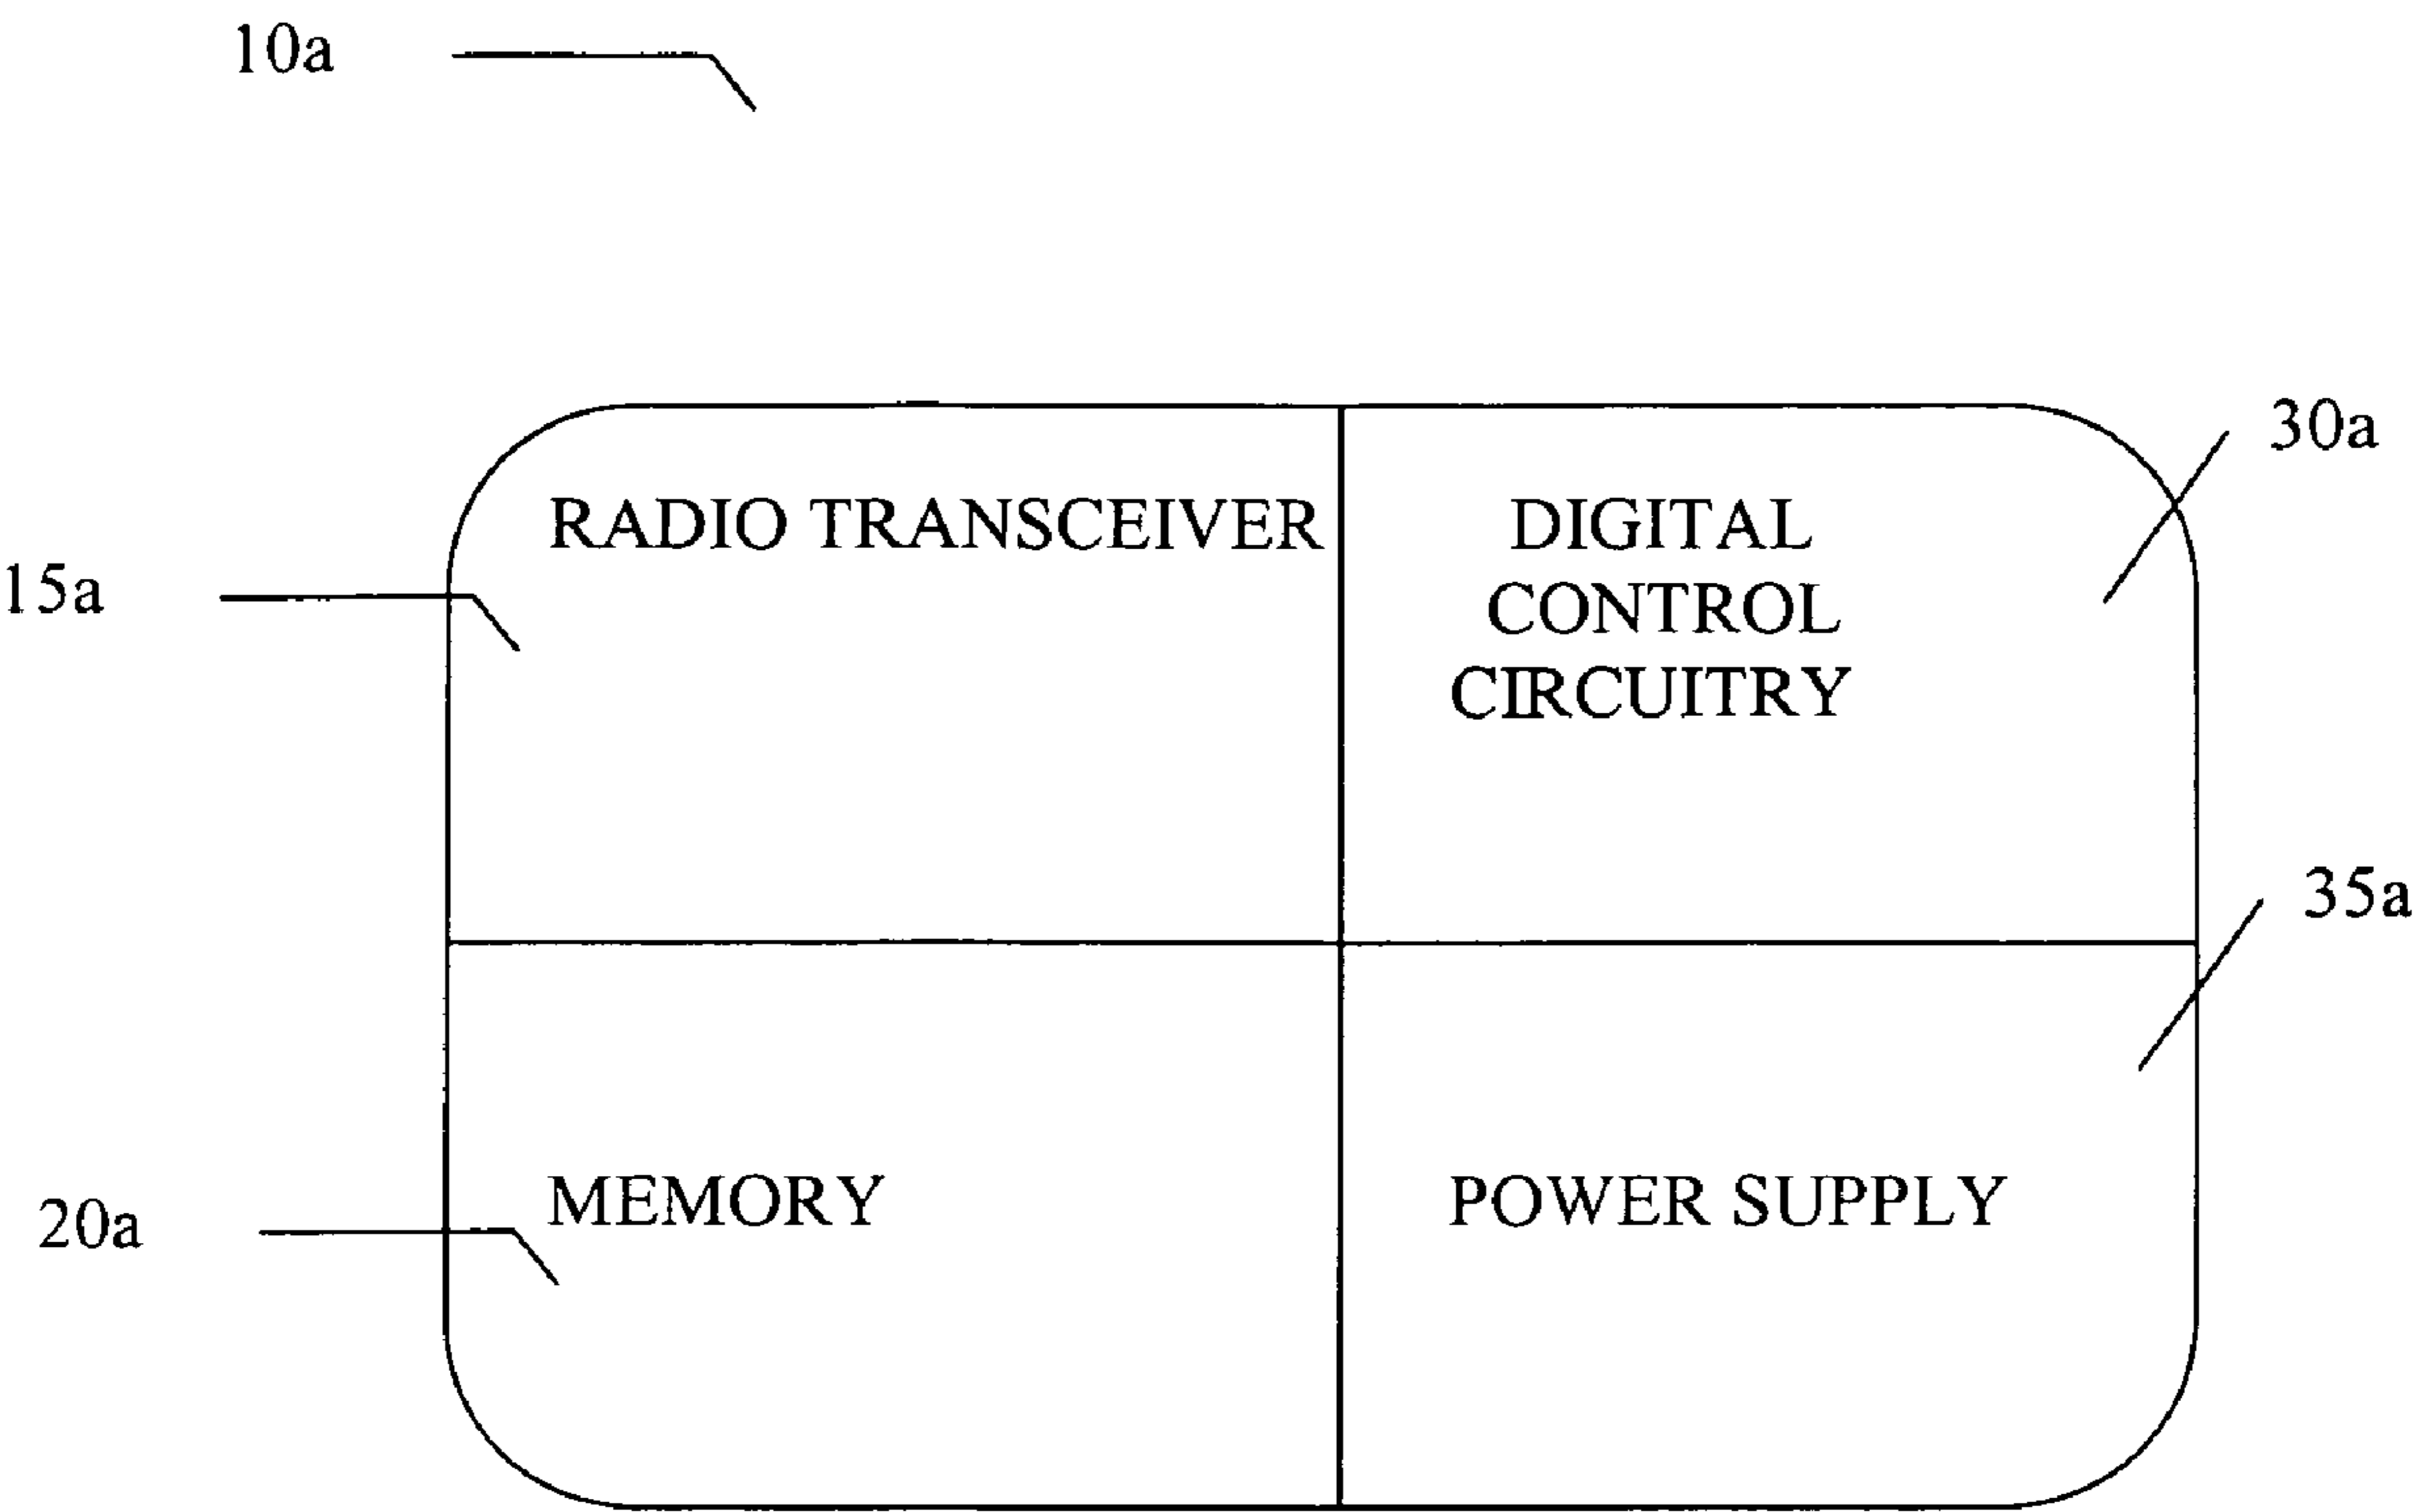 10a
30a
RADIO TRANSCEIVER
DIGITAL
CONTROL
CIRCUITRY
15a
35a
MEMORY
POWER SUPPLY
20a